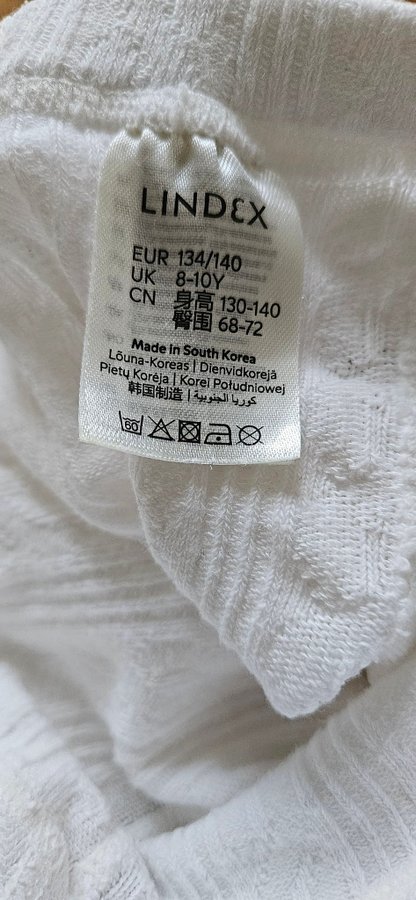 LINDEX
EUR 134/140
UK 8-10Y
CN 身高 130-140
臀围 68-72
Made in South Korea
Lõuna-Koreas | Dienvidkorejā
Pietų Korėja | Korei Południowej
韩国制造 | كوريا الجنوبية
60